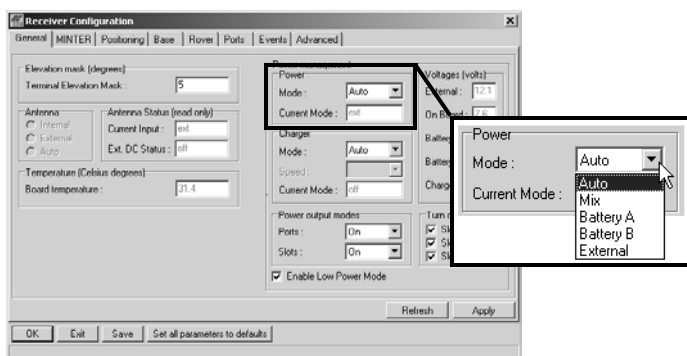 Receiver Configuration
General MINTER Positioning Base Rover Ports Events Advanced
Elevation mask (degrees)
Terminal Elevation Mask : 5
Antenna
Internal
External
Auto
Antenna Status (read only)
Current Input : ext
Ext. DC Status : off
Temperature (Celsius degrees)
Board temperature : 31.4
Power
Mode : Auto
Current Mode : ext
Charger
Mode : Auto
Speed :
Current Mode : off
Power output modes
Ports : On
Slots : On
Enable Low Power Mode
Voltages (volts)
External : 12.1
On 7.6
Refresh Apply
OK Exit Save Set all parameters to defaults
Power
Mode : Auto
Auto
Mix
Battery A
Battery B
External
Current Mode :